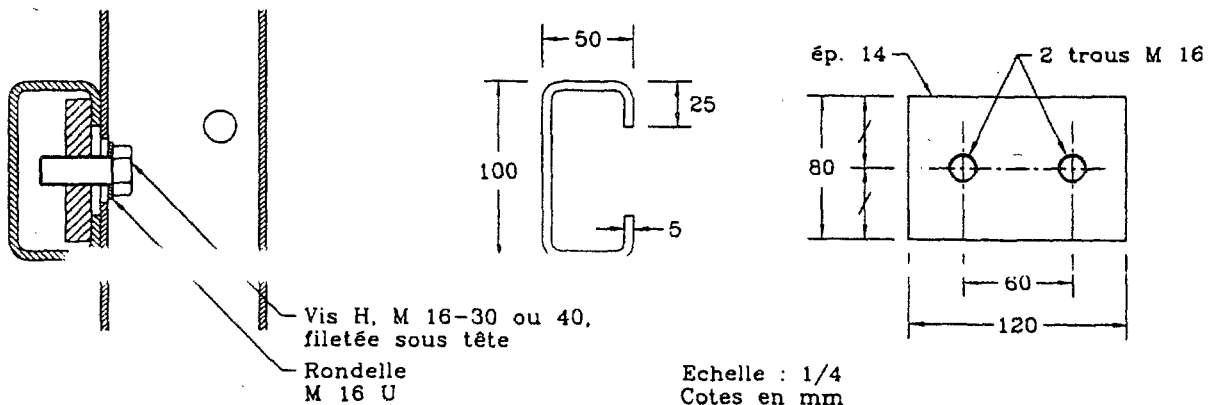 50
ép. 14
2 trous M 16
25
100
80
5
60
120
Vis H, M 16-30 ou 40,
filetée sous tête
Rondelle
M 16 U
Echelle : 1/4
Cotes en mm